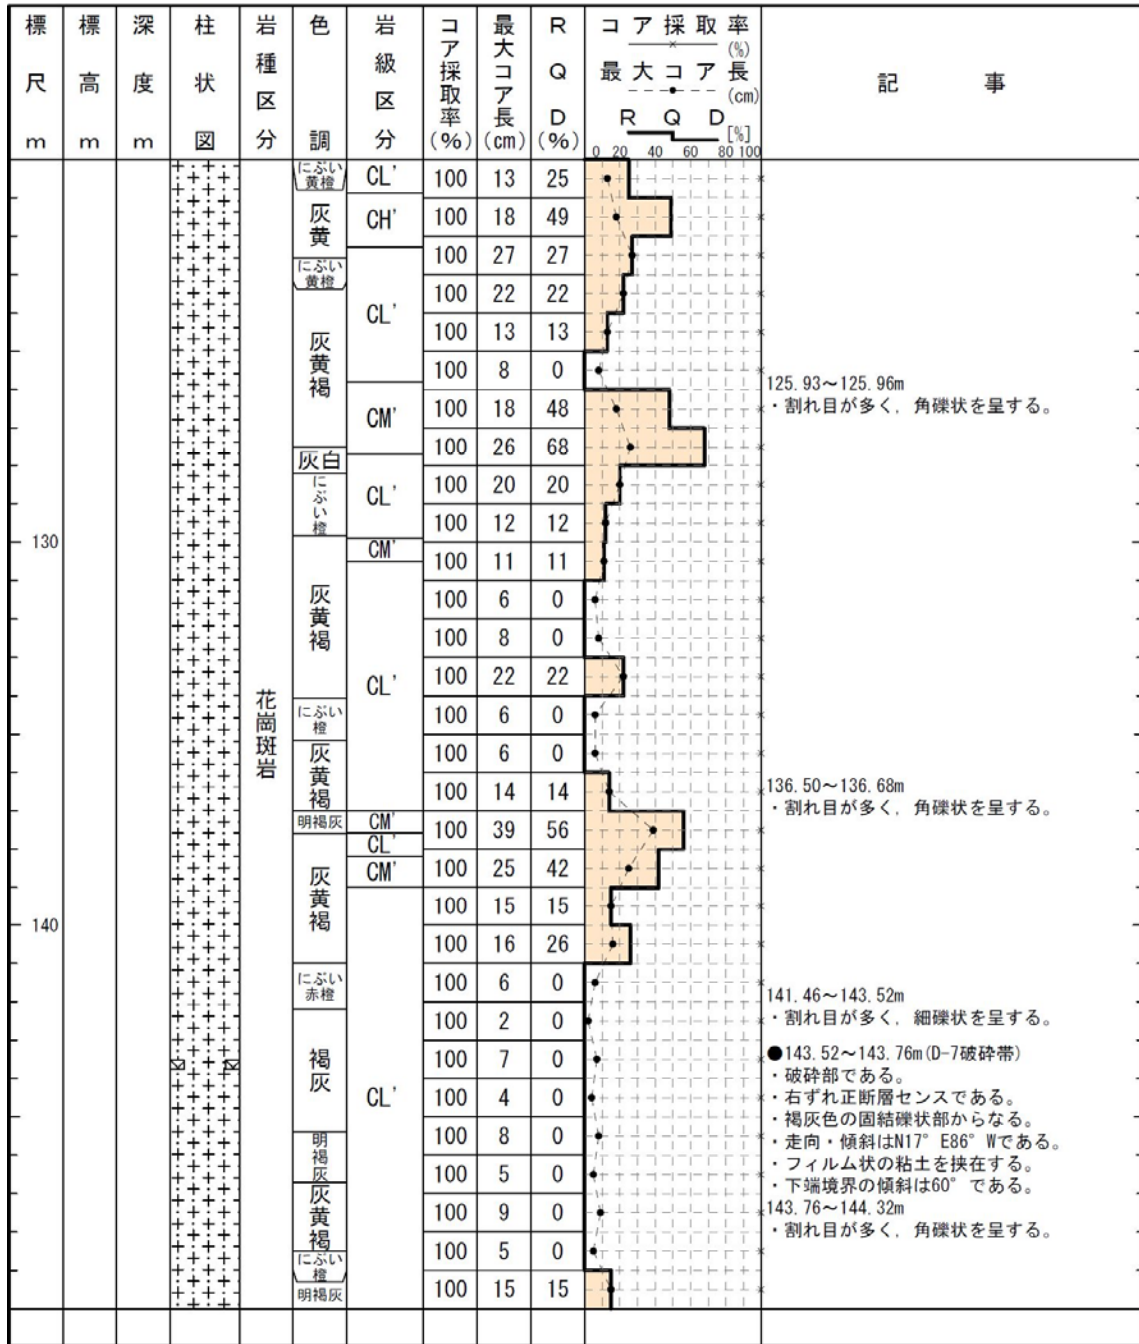 標尺 m
標高 m
深度 m
柱状図
岩種区分
色調
岩級区分
コア採取率(%)
最大コア長(cm)
RQD(%)
コア採取率(%)
最大コア長(cm)
RQD[%]
0 20 40 60 80 100
記事
130
140
花崗斑岩
にぶい黄橙
灰黄
にぶい黄橙
灰黄褐
灰白
にぶい橙
灰黄褐
にぶい橙
灰黄褐
明褐灰
灰黄褐
にぶい赤橙
褐灰
明褐灰
灰黄褐
にぶい橙
明褐灰
CL'
CH'
CL'
CM'
CL'
CM'
CL'
CM'
CL'
CM'
CL'
100 13 25
100 18 49
100 27 27
100 22 22
100 13 13
100 8 0
100 18 48
100 26 68
100 20 20
100 12 12
100 11 11
100 6 0
100 8 0
100 22 22
100 6 0
100 6 0
100 14 14
100 39 56
100 25 42
100 15 15
100 16 26
100 6 0
100 2 0
100 7 0
100 4 0
100 8 0
100 5 0
100 9 0
100 5 0
100 15 15
125.93～125.96m
・割れ目が多く，角礫状を呈する。
136.50～136.68m
・割れ目が多く，角礫状を呈する。
141.46～143.52m
・割れ目が多く，細礫状を呈する。
●143.52～143.76m(D-7破砕帯)
・破砕部である。
・右ずれ正断層センスである。
・褐灰色の固結礫状部からなる。
・走向・傾斜はN17°E86°Wである。
・フィルム状の粘土を挟在する。
・下端境界の傾斜は60°である。
143.76～144.32m
・割れ目が多く，角礫状を呈する。